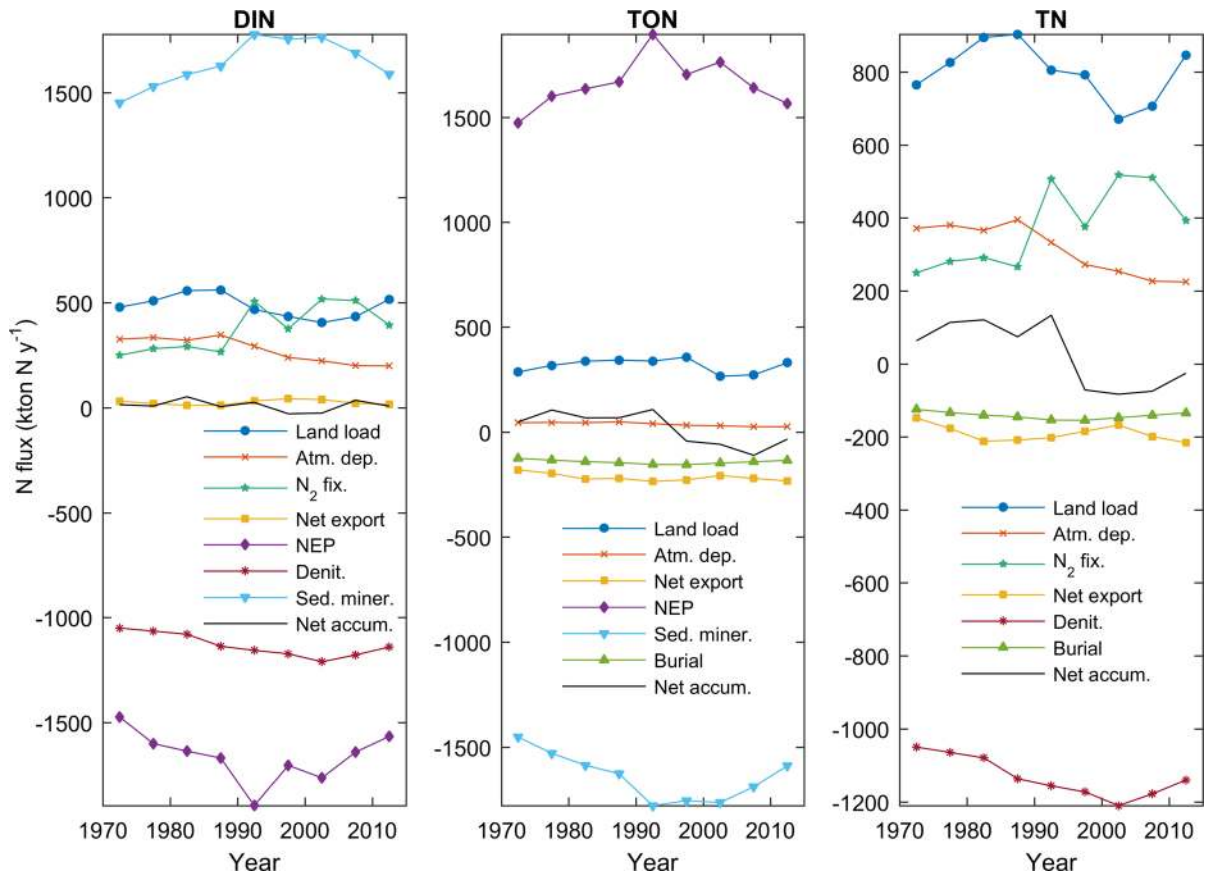 DIN
N flux (kton N y⁻¹)
1500
1000
500
0
-500
-1000
-1500
Land load
Atm. dep.
N₂ fix.
Net export
NEP
Denit.
Sed. miner.
Net accum.
1970 1980 1990 2000 2010
Year
TON
1500
1000
500
0
-500
-1000
-1500
Land load
Atm. dep.
Net export
NEP
Sed. miner.
Burial
Net accum.
1970 1980 1990 2000 2010
Year
TN
800
600
400
200
0
-200
-400
-600
-800
-1000
-1200
Land load
Atm. dep.
N₂ fix.
Net export
Denit.
Burial
Net accum.
1970 1980 1990 2000 2010
Year